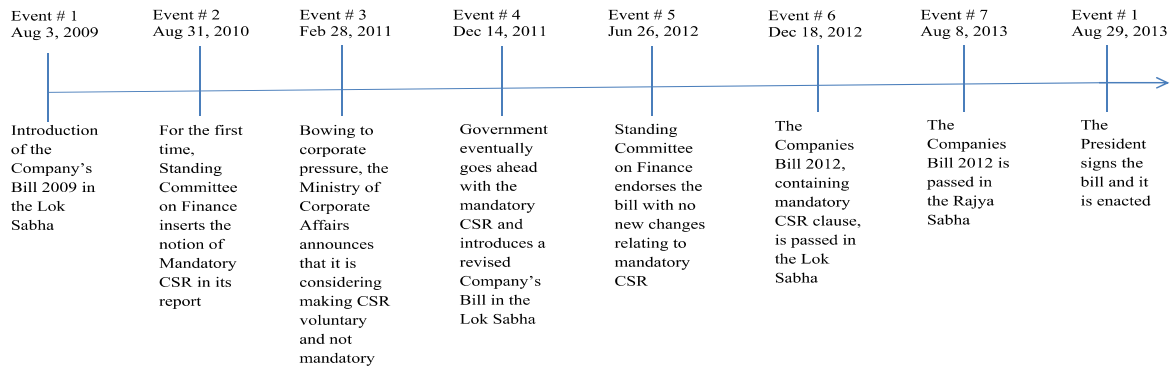 Event # 1
Aug 3, 2009
Event # 2
Aug 31, 2010
Event # 3
Feb 28, 2011
Event # 4
Dec 14, 2011
Event # 5
Jun 26, 2012
Event # 6
Dec 18, 2012
Event # 7
Aug 8, 2013
Event # 1
Aug 29, 2013
Introduction
of the
Company's
Bill 2009 in
the Lok
Sabha
For the first
time,
Standing
Committee
on Finance
inserts the
notion of
Mandatory
CSR in its
report
Bowing to
corporate
pressure, the
Ministry of
Corporate
Affairs
announces
that it is
considering
making CSR
voluntary
and not
mandatory
Government
eventually
goes ahead
with the
mandatory
CSR and
introduces a
revised
Company's
Bill in the
Lok Sabha
Standing
Committee
on Finance
endorses the
bill with no
new changes
relating to
mandatory
CSR
The
Companies
Bill 2012,
containing
mandatory
CSR clause,
is passed in
the Lok
Sabha
The
Companies
Bill 2012 is
passed in
the Rajya
Sabha
The
President
signs the
bill and it
is enacted